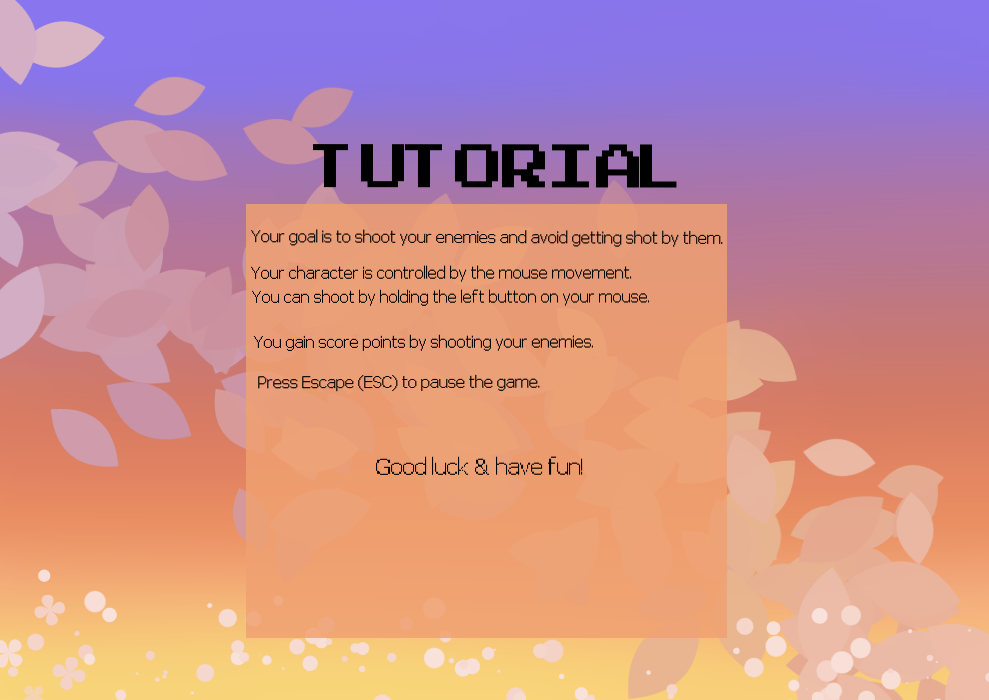 TUTORIAL
Your goal is to shoot your enemies and avoid getting shot by them.
Your character is controlled by the mouse movement.
You can shoot by holding the left button on your mouse.
You gain score points by shooting your enemies.
Press Escape (ESC) to pause the game.
Good luck & have fun!